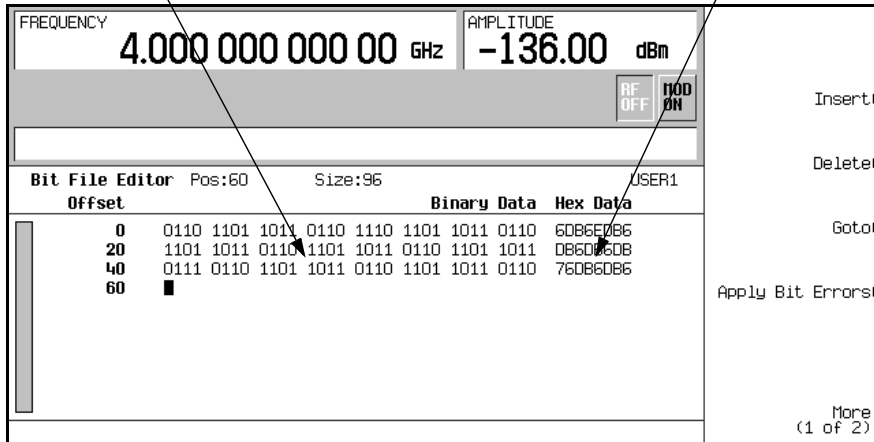 FREQUENCY
4.000 000 000 00 GHz
AMPLITUDE
-136.00 dBm
RF OFF
MOD ON
Insert
Delete
Goto
Apply Bit Errors
More
(1 of 2)
Bit File Editor Pos:60 Size:96 USER1
Offset Binary Data Hex Data
0 0110 1101 1011 0110 1110 1101 1011 0110 6DB6EDB6
20 1101 1011 0110 1101 1011 0110 1101 1011 DB6DB6DB
40 0111 0110 1101 1011 0110 1101 1011 0110 76DB6DB6
60